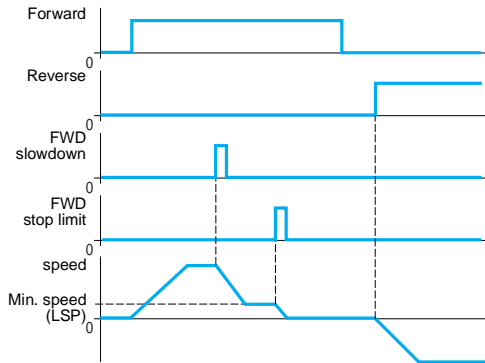 Forward
0
Reverse
0
FWD
slowdown
0
FWD
stop limit
0
speed
Min. speed
(LSP)
0